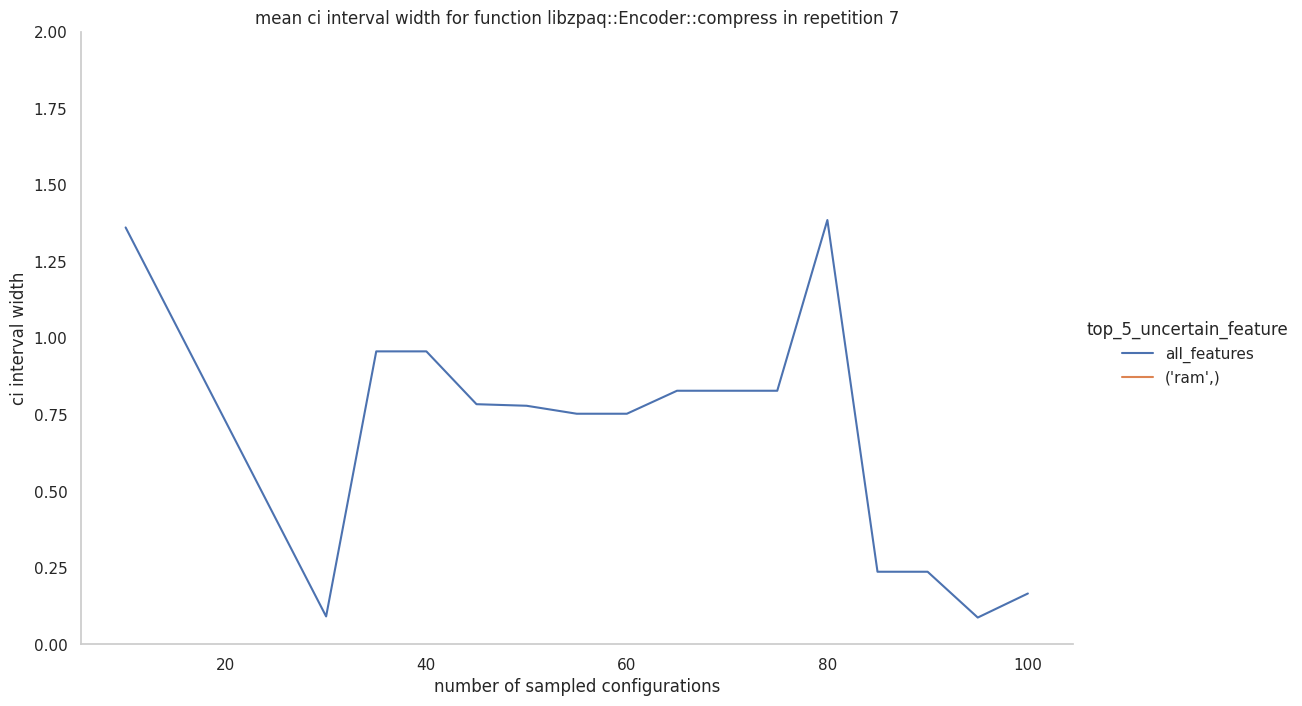 mean ci interval width for function libzpaq::Encoder::compress in repetition 7
2.00
1.75
1.50
1.25
1.00
0.75
0.50
0.25
0.00
ci interval width
20 40 60 80 100
number of sampled configurations
top_5_uncertain_feature
all_features
('ram',)